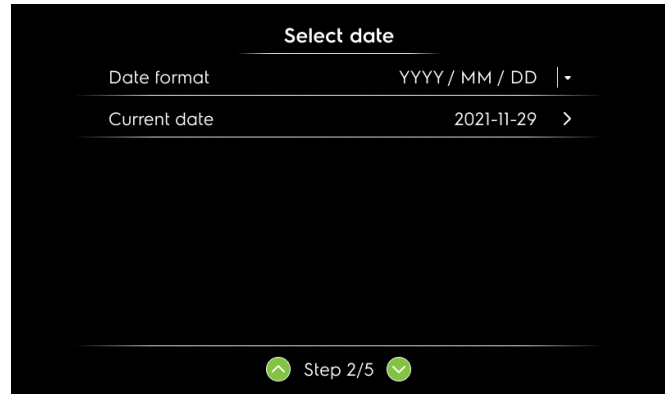 Select date
Date format YYYY / MM / DD
Current date 2021-11-29
Step 2/5